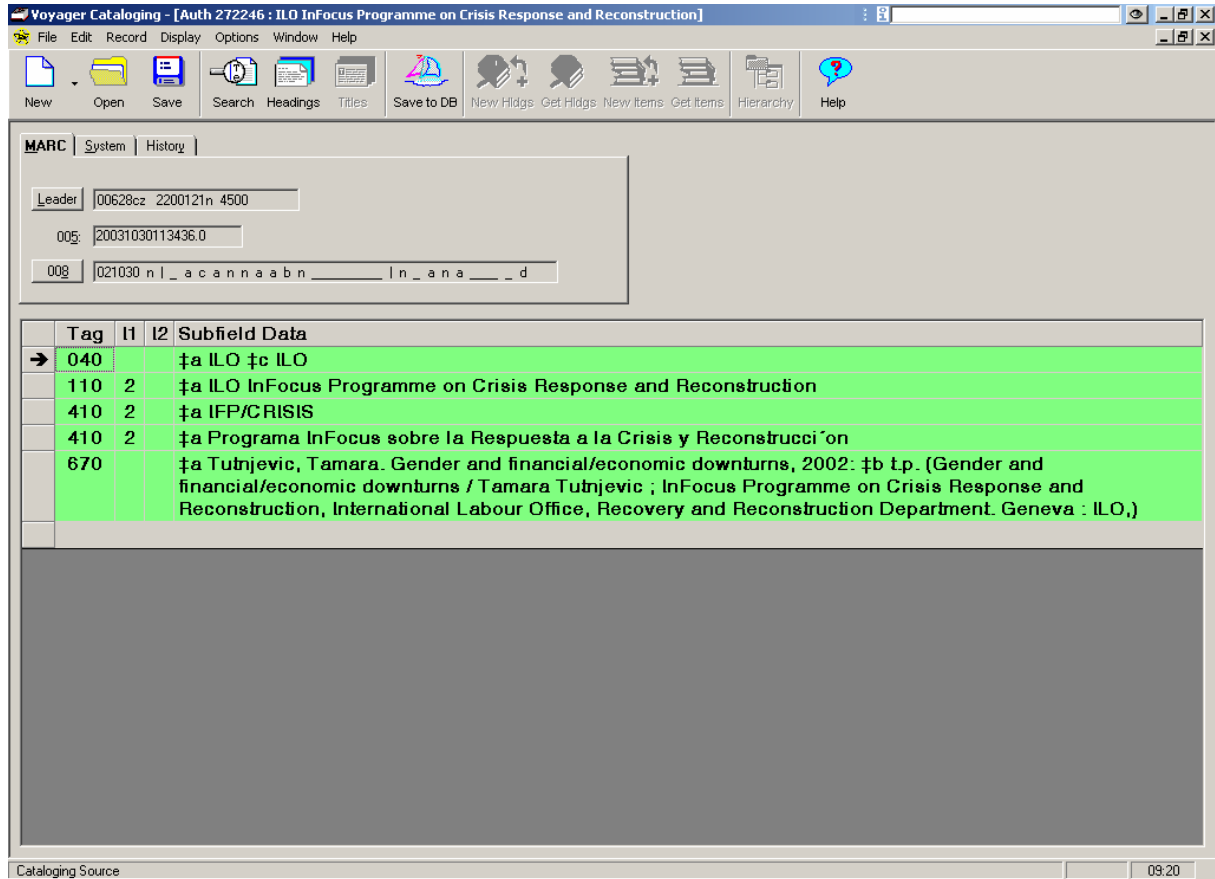 Voyager Cataloging - [Auth 272246 : ILO InFocus Programme on Crisis Response and Reconstruction]
File Edit Record Display Options Window Help
New Open Save Search Headings Titles Save to DB New Hldgs Get Hldgs New Items Get Items Hierarchy Help
MARC System History
Leader 00628cz 2200121n 4500
005: 20031030113436.0
008 021030 n | _ a c a n n a a b n ________ | n _ a n a ___ _ d
Tag I1 I2 Subfield Data
040 ‡a ILO ‡c ILO
110 2 ‡a ILO InFocus Programme on Crisis Response and Reconstruction
410 2 ‡a IFP/CRISIS
410 2 ‡a Programa InFocus sobre la Respuesta a la Crisis y Reconstrucci´on
670 ‡a Tutnjevic, Tamara. Gender and financial/economic downturns, 2002: ‡b t.p. (Gender and
financial/economic downturns / Tamara Tutnjevic ; InFocus Programme on Crisis Response and
Reconstruction, International Labour Office, Recovery and Reconstruction Department. Geneva : ILO,)
Cataloging Source 09:20